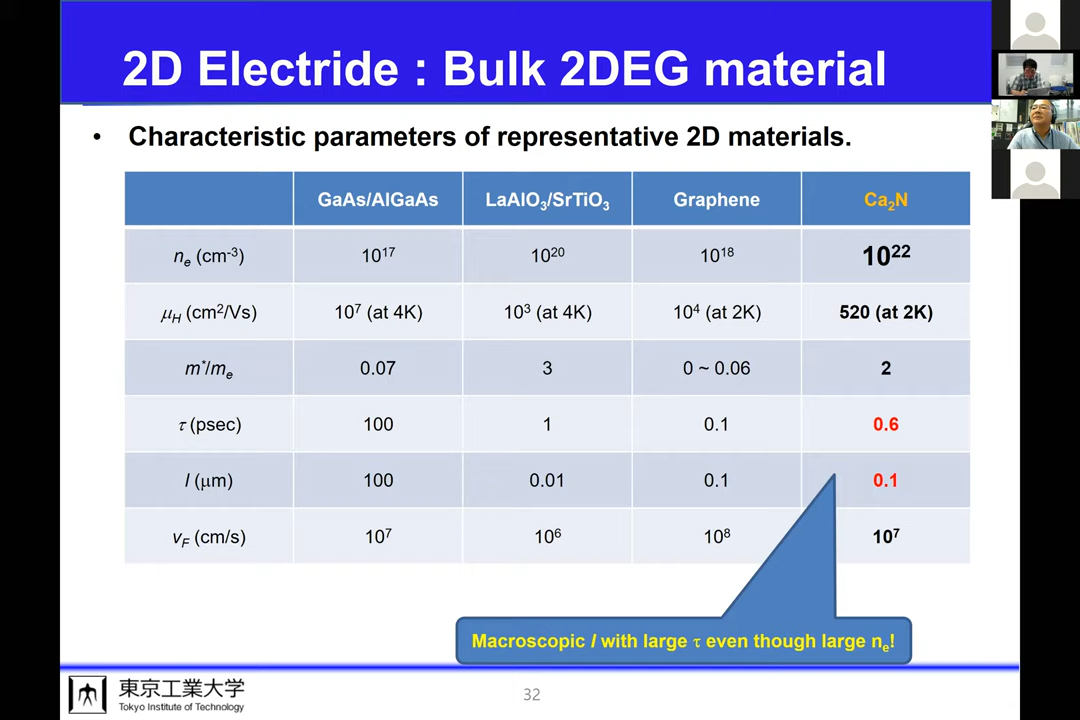 2D Electride : Bulk 2DEG material
• Characteristic parameters of representative 2D materials.
GaAs/AlGaAs LaAlO₃/SrTiO₃ Graphene Ca₂N
nₑ (cm⁻³) 10¹⁷ 10²⁰ 10¹⁸ 10²²
μ_H (cm²/Vs) 10⁷ (at 4K) 10³ (at 4K) 10⁴ (at 2K) 520 (at 2K)
m*/mₑ 0.07 3 0 ~ 0.06 2
τ (psec) 100 1 0.1 0.6
l (μm) 100 0.01 0.1 0.1
v_F (cm/s) 10⁷ 10⁶ 10⁸ 10⁷
Macroscopic l with large τ even though large nₑ!
東京工業大学
Tokyo Institute of Technology
32